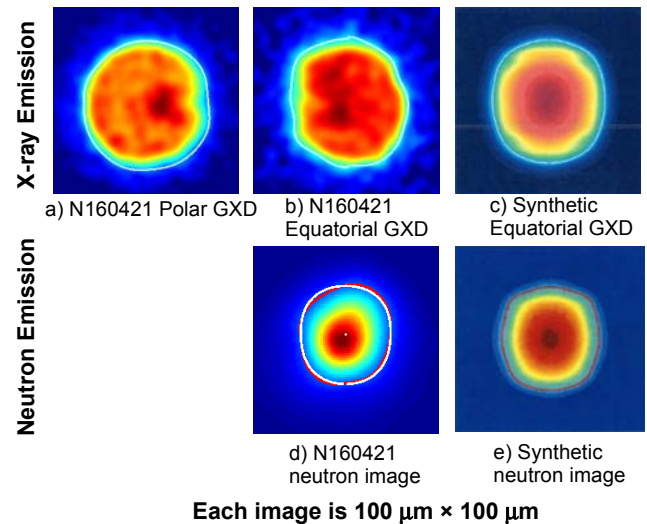 X-ray Emission
a) N160421 Polar GXD
b) N160421
Equatorial GXD
c) Synthetic
Equatorial GXD
Neutron Emission
d) N160421
neutron image
e) Synthetic
neutron image
Each image is 100 μm × 100 μm